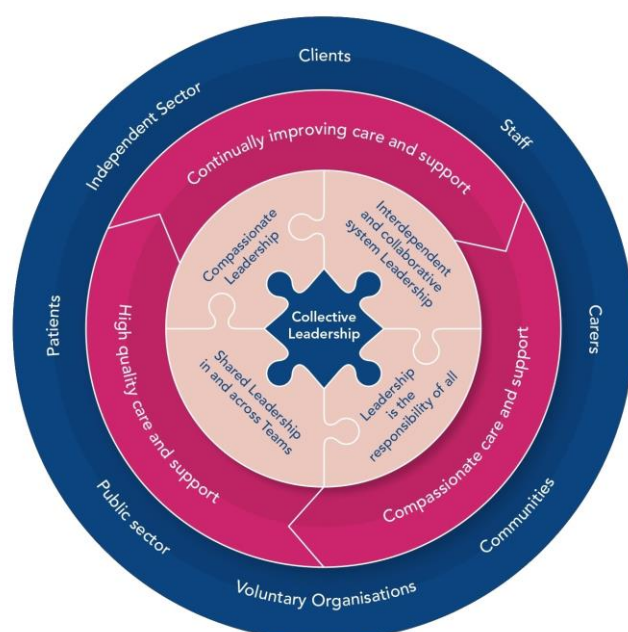 Clients
Staff
Carers
Communities
Voluntary Organisations
Public sector
Patients
Independent Sector
Continually improving care and support
Compassionate care and support
High quality care and support
Compassionate
Leadership
Interdependent
and collaborative
system Leadership
Leadership
is the
responsibility of all
Shared Leadership
in and across Teams
Collective
Leadership